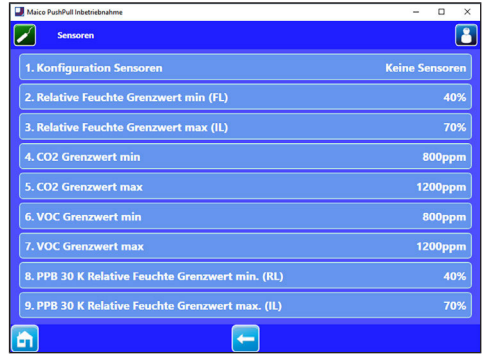 Maico PushPull Inbetriebnahme
Sensoren
1. Konfiguration Sensoren Keine Sensoren
2. Relative Feuchte Grenzwert min (FL) 40%
3. Relative Feuchte Grenzwert max (IL) 70%
4. CO2 Grenzwert min 800ppm
5. CO2 Grenzwert max 1200ppm
6. VOC Grenzwert min 800ppm
7. VOC Grenzwert max 1200ppm
8. PPB 30 K Relative Feuchte Grenzwert min. (RL) 40%
9. PPB 30 K Relative Feuchte Grenzwert max. (IL) 70%